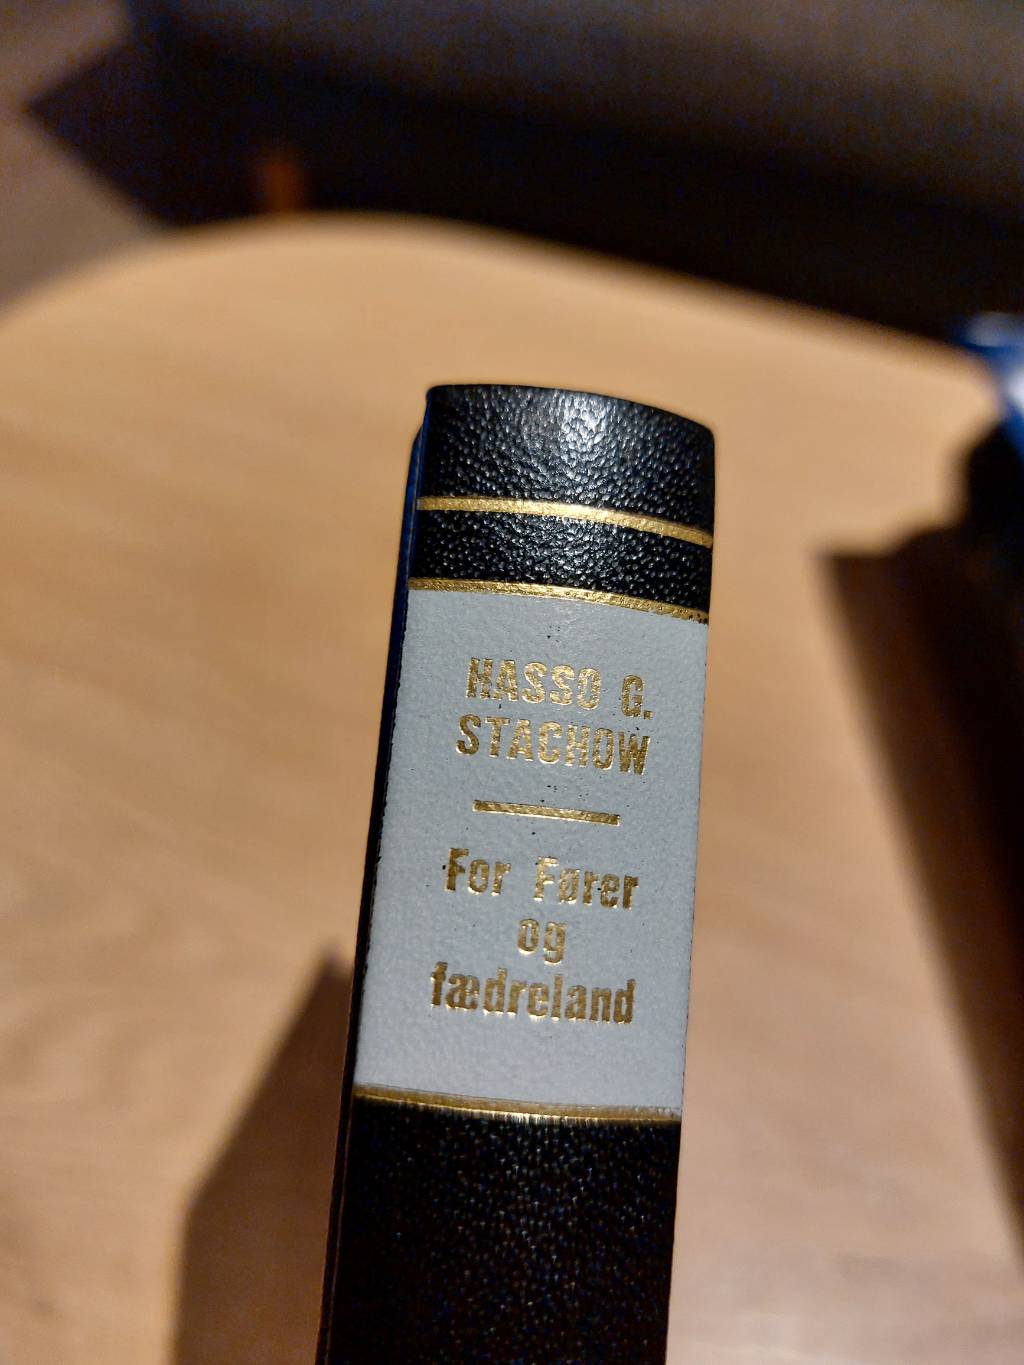 HASSO G.
STACHOW
For Fører
og
fædreland